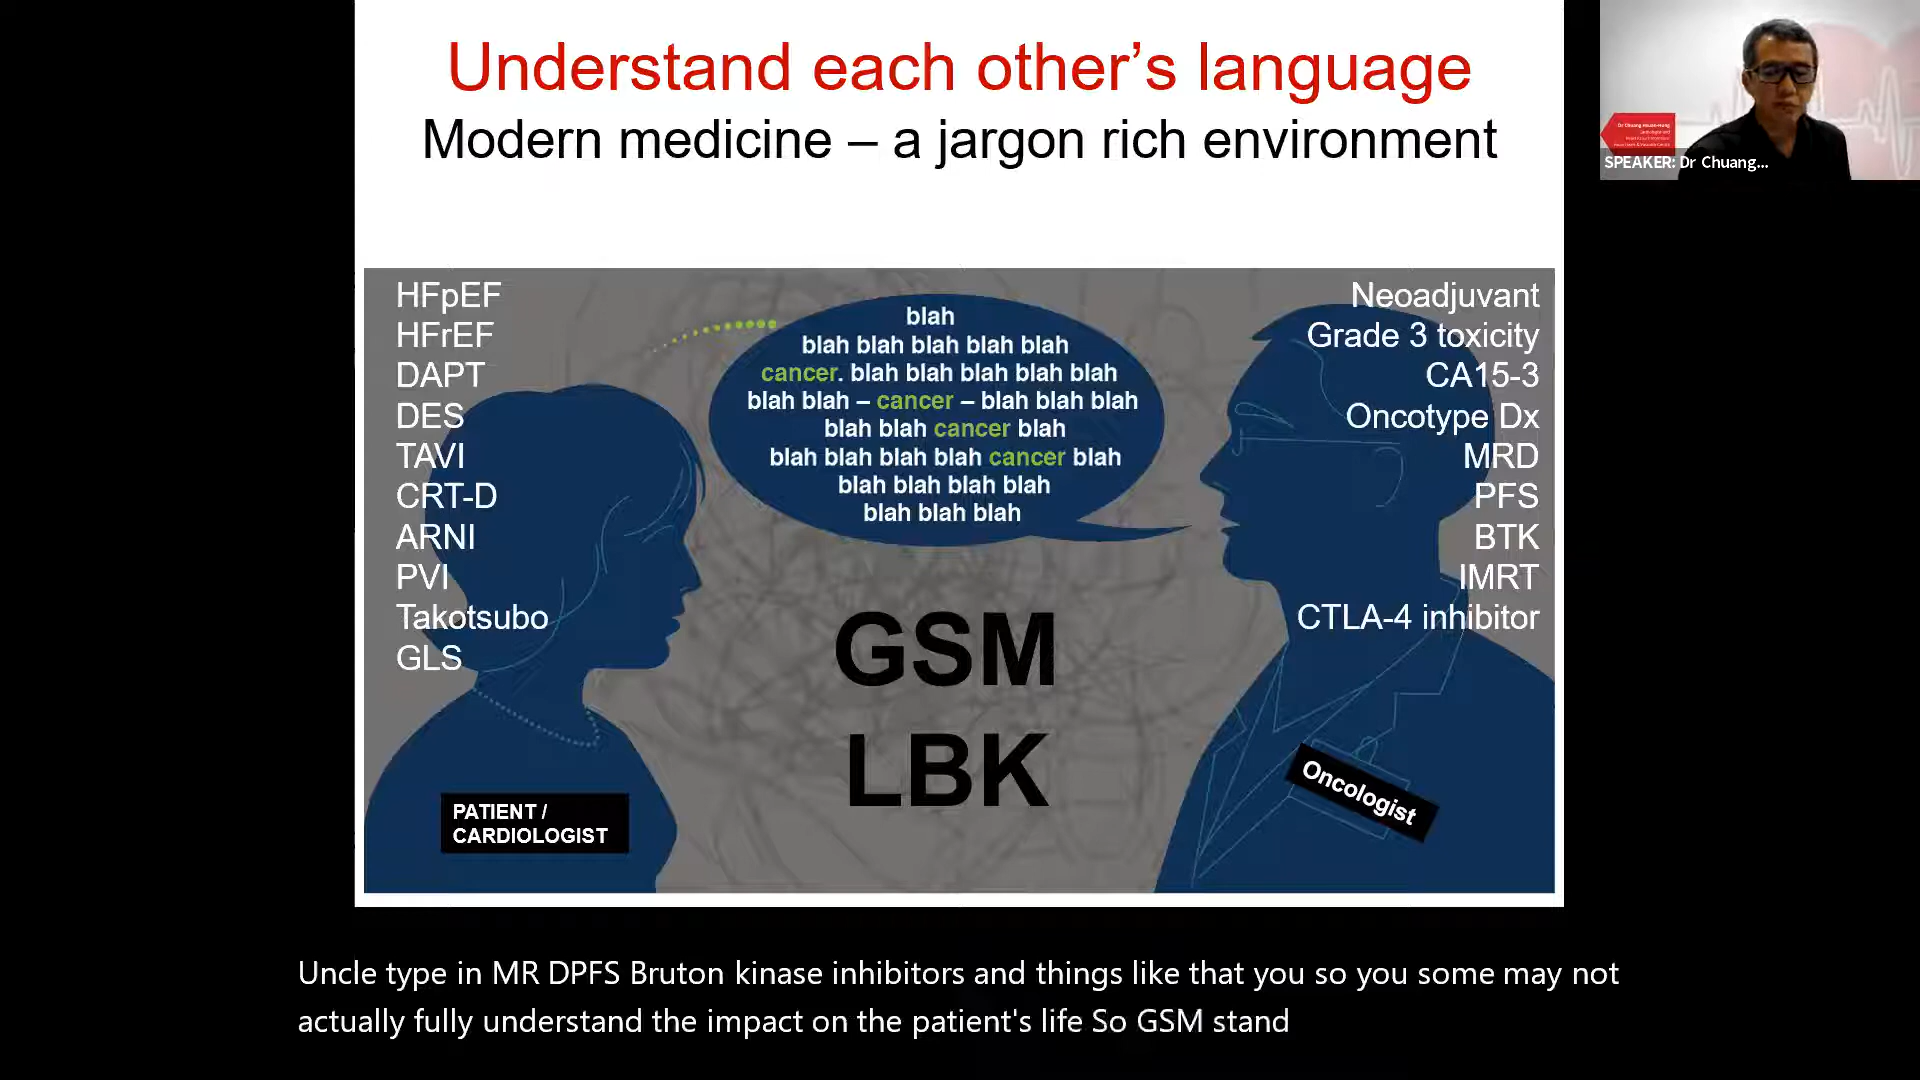 Understand each other’s language
Modern medicine – a jargon rich environment
HFpEF
HFrEF
DAPT
DES
TAVI
CRT-D
ARNI
PVI
Takotsubo
GLS
blah
blah blah blah blah blah
cancer. blah blah blah blah blah
blah blah – cancer – blah blah blah
blah blah cancer blah
blah blah blah blah cancer blah
blah blah blah blah
blah blah blah
Neoadjuvant
Grade 3 toxicity
CA15-3
Oncotype Dx
MRD
PFS
BTK
IMRT
CTLA-4 inhibitor
GSM
LBK
PATIENT /
CARDIOLOGIST
Oncologist
SPEAKER: Dr Chuang...
Uncle type in MR DPFS Bruton kinase inhibitors and things like that you so you some may not
actually fully understand the impact on the patient's life So GSM stand